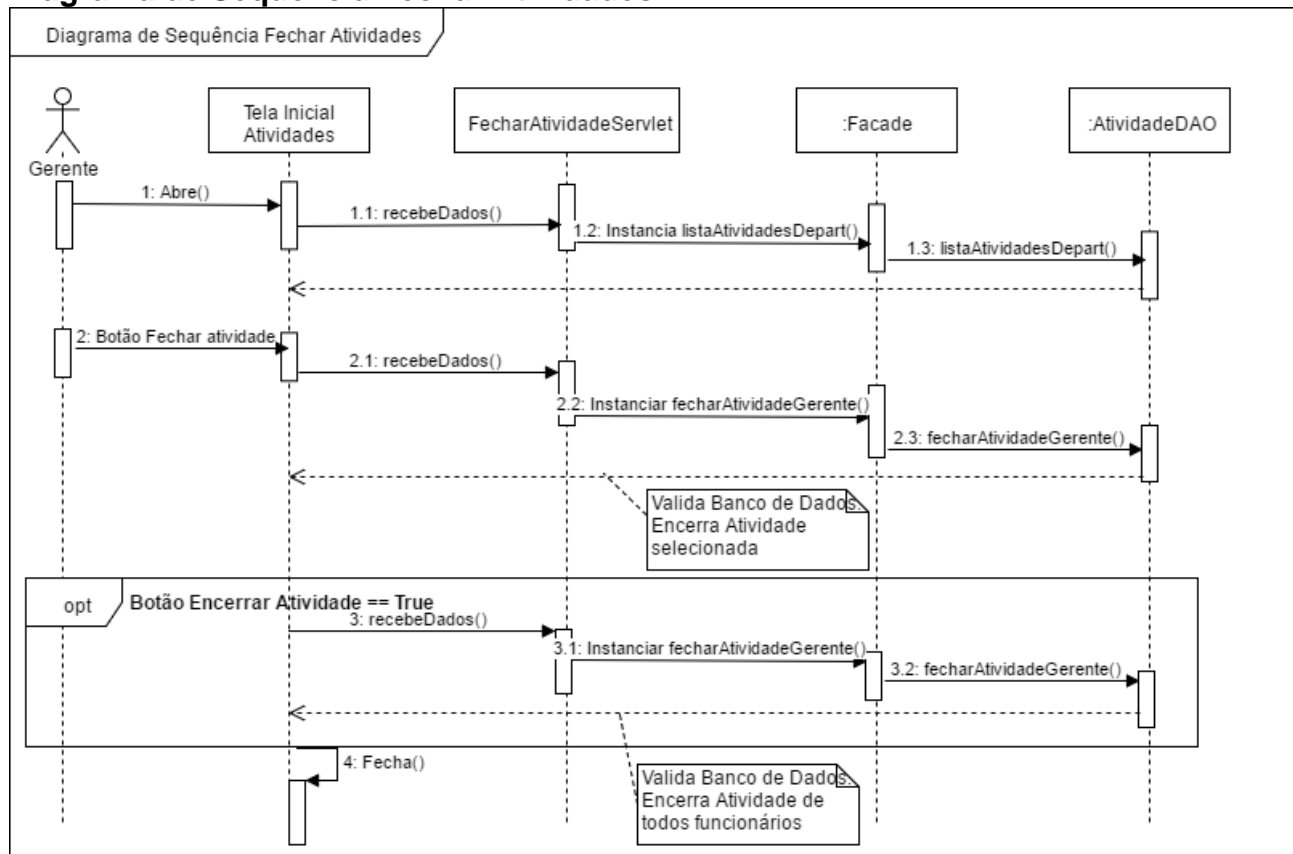 Diagrama de Sequência Fechar Atividades
Gerente
Tela Inicial
Atividades
FecharAtividadeServlet
:Facade
:AtividadeDAO
1: Abre()
1.1: recebeDados()
1.2: Instancia listaAtividadesDepart()
1.3: listaAtividadesDepart()
2: Botão Fechar atividade
2.1: recebeDados()
2.2: Instanciar fecharAtividadeGerente()
2.3: fecharAtividadeGerente()
Valida Banco de Dados.
Encerra Atividade
selecionada
opt
Botão Encerrar Atividade == True
3: recebeDados()
3.1: Instanciar fecharAtividadeGerente()
3.2: fecharAtividadeGerente()
4: Fecha()
Valida Banco de Dados.
Encerra Atividade de
todos funcionários